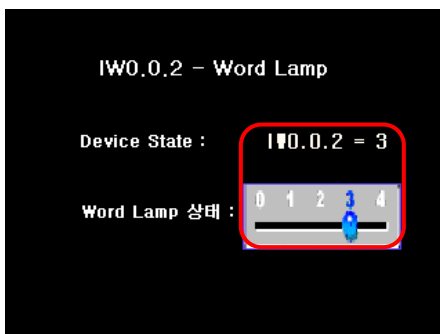 IW0.0.2 – Word Lamp
Device State : IW0.0.2 = 3
Word Lamp 상태 : 0 1 2 3 4